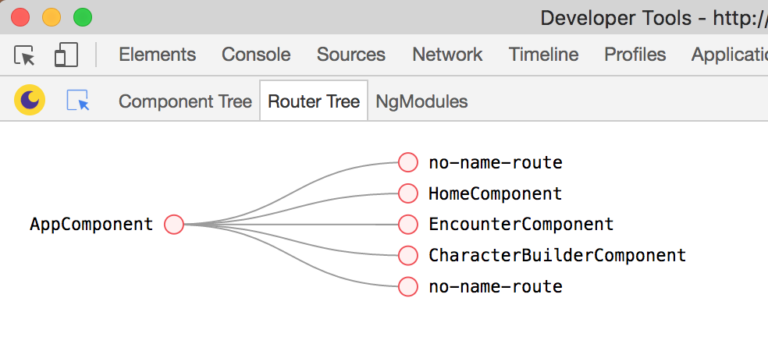 Developer Tools - http:/
Elements Console Sources Network Timeline Profiles
Component Tree Router Tree NgModules
no-name-route
HomeComponent
AppComponent EncounterComponent
CharacterBuilderComponent
no-name-route